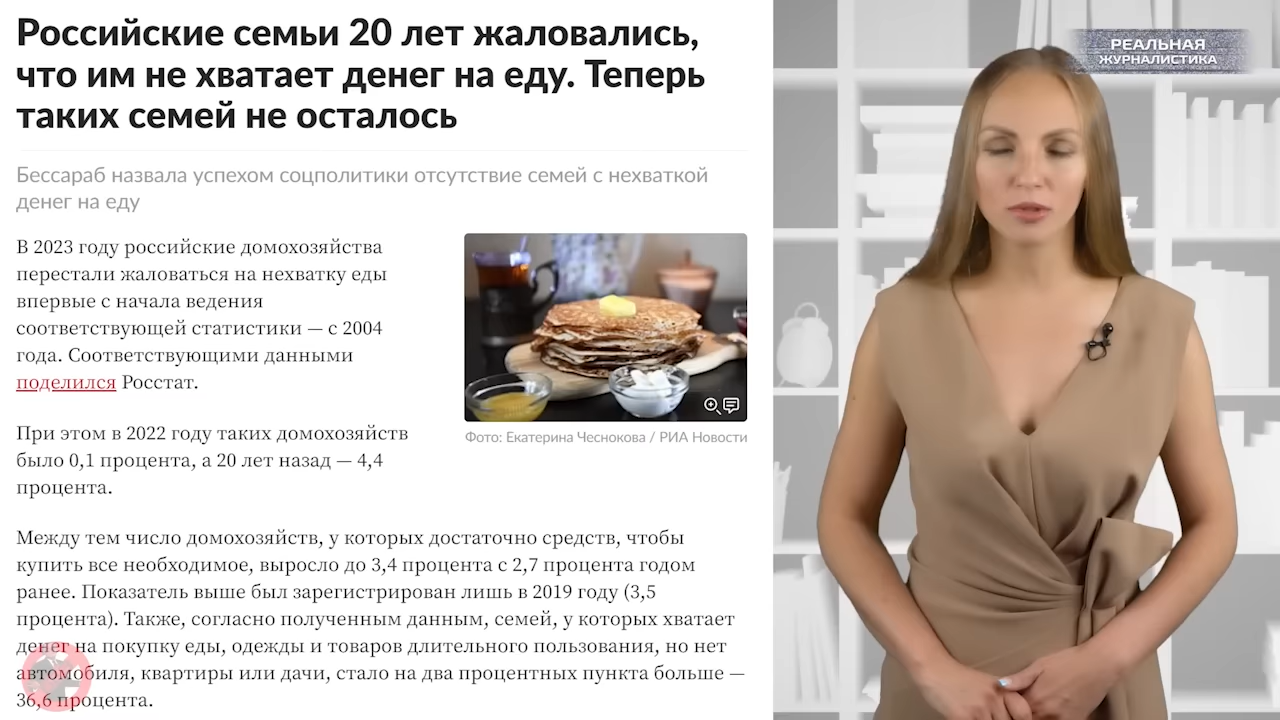 Российские семьи 20 лет жаловались,
что им не хватает денег на еду. Теперь
таких семей не осталось
Бессараб назвала успехом соцполитики отсутствие семей с нехваткой
денег на еду
В 2023 году российские домохозяйства
перестали жаловаться на нехватку еды
впервые с начала ведения
соответствующей статистики — с 2004
года. Соответствующими данными
поделился Росстат.
Фото: Екатерина Чеснокова / РИА Новости
При этом в 2022 году таких домохозяйств
было 0,1 процента, а 20 лет назад — 4,4
процента.
Между тем число домохозяйств, у которых достаточно средств, чтобы
купить все необходимое, выросло до 3,4 процента с 2,7 процента годом
ранее. Показатель выше был зарегистрирован лишь в 2019 году (3,5
процента). Также, согласно полученным данным, семей, у которых хватает
денег на покупку еды, одежды и товаров длительного пользования, но нет
автомобиля, квартиры или дачи, стало на два процентных пункта больше —
36,6 процента.
РЕАЛЬНАЯ
ЖУРНАЛИСТИКА